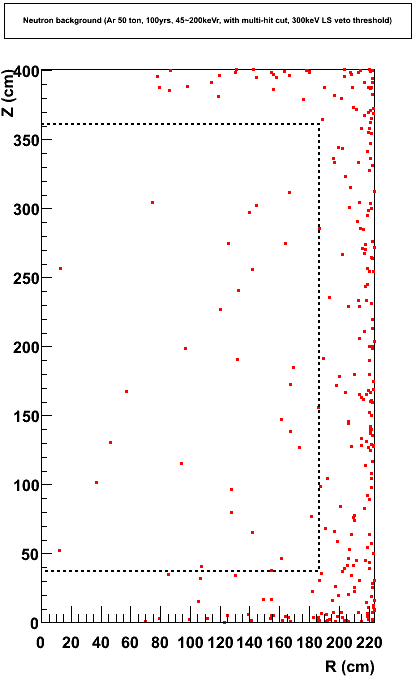 Neutron background (Ar 50 ton, 100yrs, 45~200keVr, with multi-hit cut, 300keV LS veto threshold)
Z (cm)
400
350
300
250
200
150
100
50
0
0 20 40 60 80 100 120 140 160 180 200 220
R (cm)